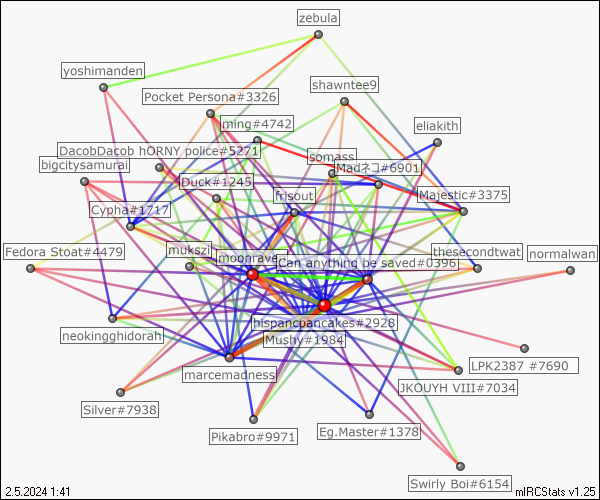 zebula
yoshimanden
shawntee9
Pocket Persona#3326
ming#4742
eliakith
DacobDacob hORNY police#5271
somass
bigcitysamurai
Madネコ#6901
Duck#1245
frisout
Majestic#3375
Cypha#1717
Fedora Stoat#4479
mukszil
moonrave
thesecondtwat
normalwan
Can anything be saved#0396
hispancpancakes#2928
neokingghidorah
Mushy#1984
LPK2387 #7690
marcemadness
JKOUYH VIII#7034
Silver#7938
Pikabro#9971
Eg.Master#1378
Swirly Boi#6154
2.5.2024 1:41
mIRCStats v1.25